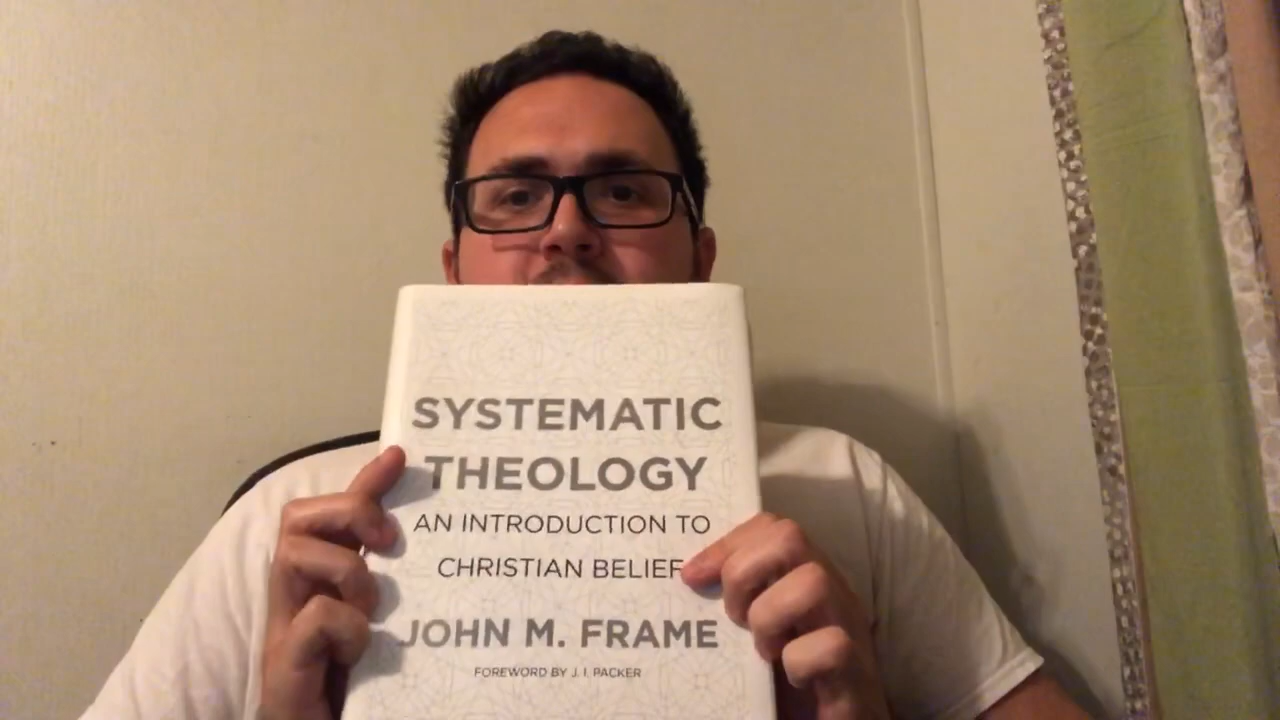 SYSTEMATIC
THEOLOGY
AN INTRODUCTION TO
CHRISTIAN BELIEF
JOHN M. FRAME
FOREWORD BY J. I. PACKER